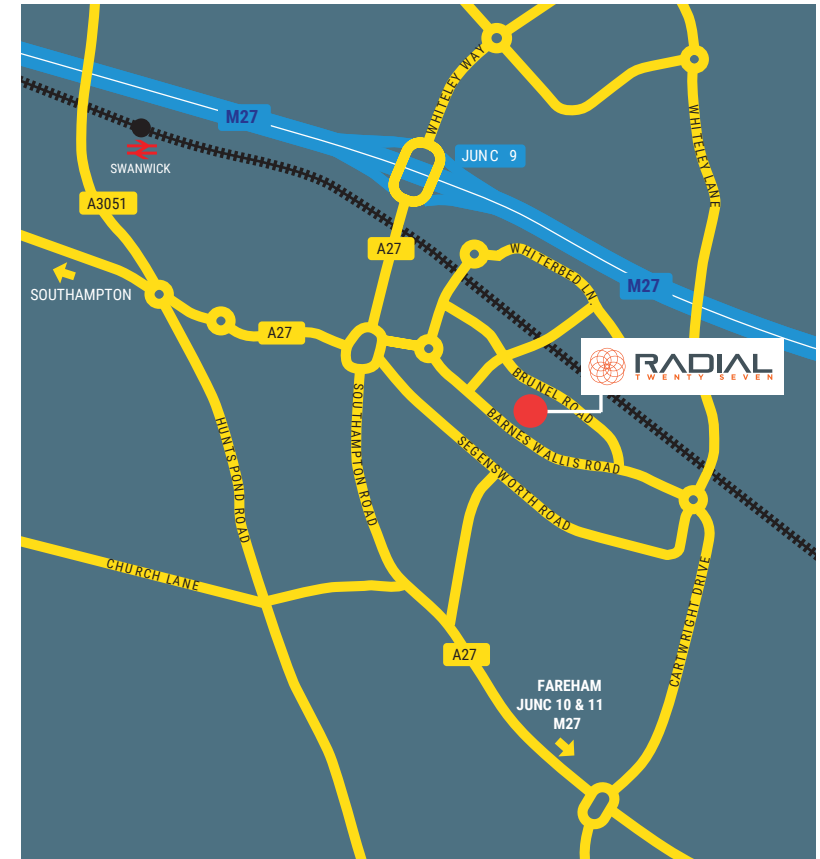 WHITELEY WAY
M27
JUNC 9
SWANWICK
WHITELEY LANE
A3051
A27
WHITERBED LN.
M27
SOUTHAMPTON
A27
RADIAL
TWENTY SEVEN
BRUNEL ROAD
BARNES WALLIS ROAD
SOUTHAMPTON ROAD
HUNTS POND ROAD
SEGENSWORTH ROAD
CHURCH LANE
CARTWRIGHT DRIVE
A27
FAREHAM
JUNC 10 & 11
M27